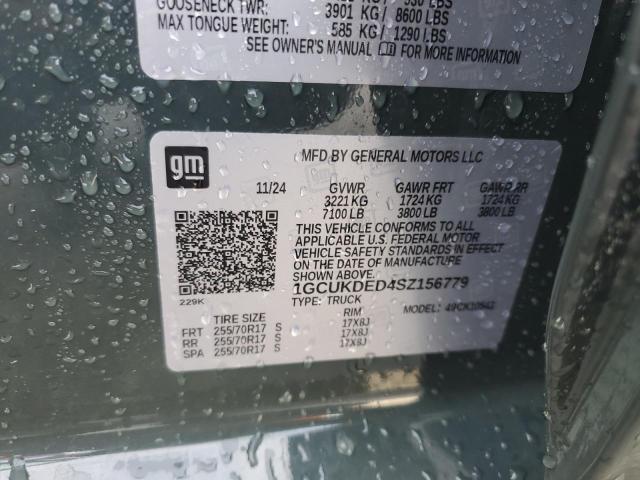 GOOSENECK TWR: 3901 KG/ 8600 LBS
MAX TONGUE WEIGHT: 585 KG/ 1290 LBS
SEE OWNER'S MANUAL FOR MORE INFORMATION
gm
MFD BY GENERAL MOTORS LLC
11/24 GVWR GAWR FRT GAWR RR
3221 KG 1724 KG 1724 KG
7100 LB 3800 LB 3800 LB
THIS VEHICLE CONFORMS TO ALL
APPLICABLE U.S. FEDERAL MOTOR
VEHICLE SAFETY STANDARDS IN EFFECT
ON THE DATE OF MANUFACTURE SHOWN ABOVE.
229K
1GCUKDED4SZ156779
TYPE: TRUCK
MODEL: 49CK10543
TIRE SIZE RIM
FRT 255/70R17 S 17X8J
RR 255/70R17 S 17X8J
SPA 255/70R17 S 17X8J